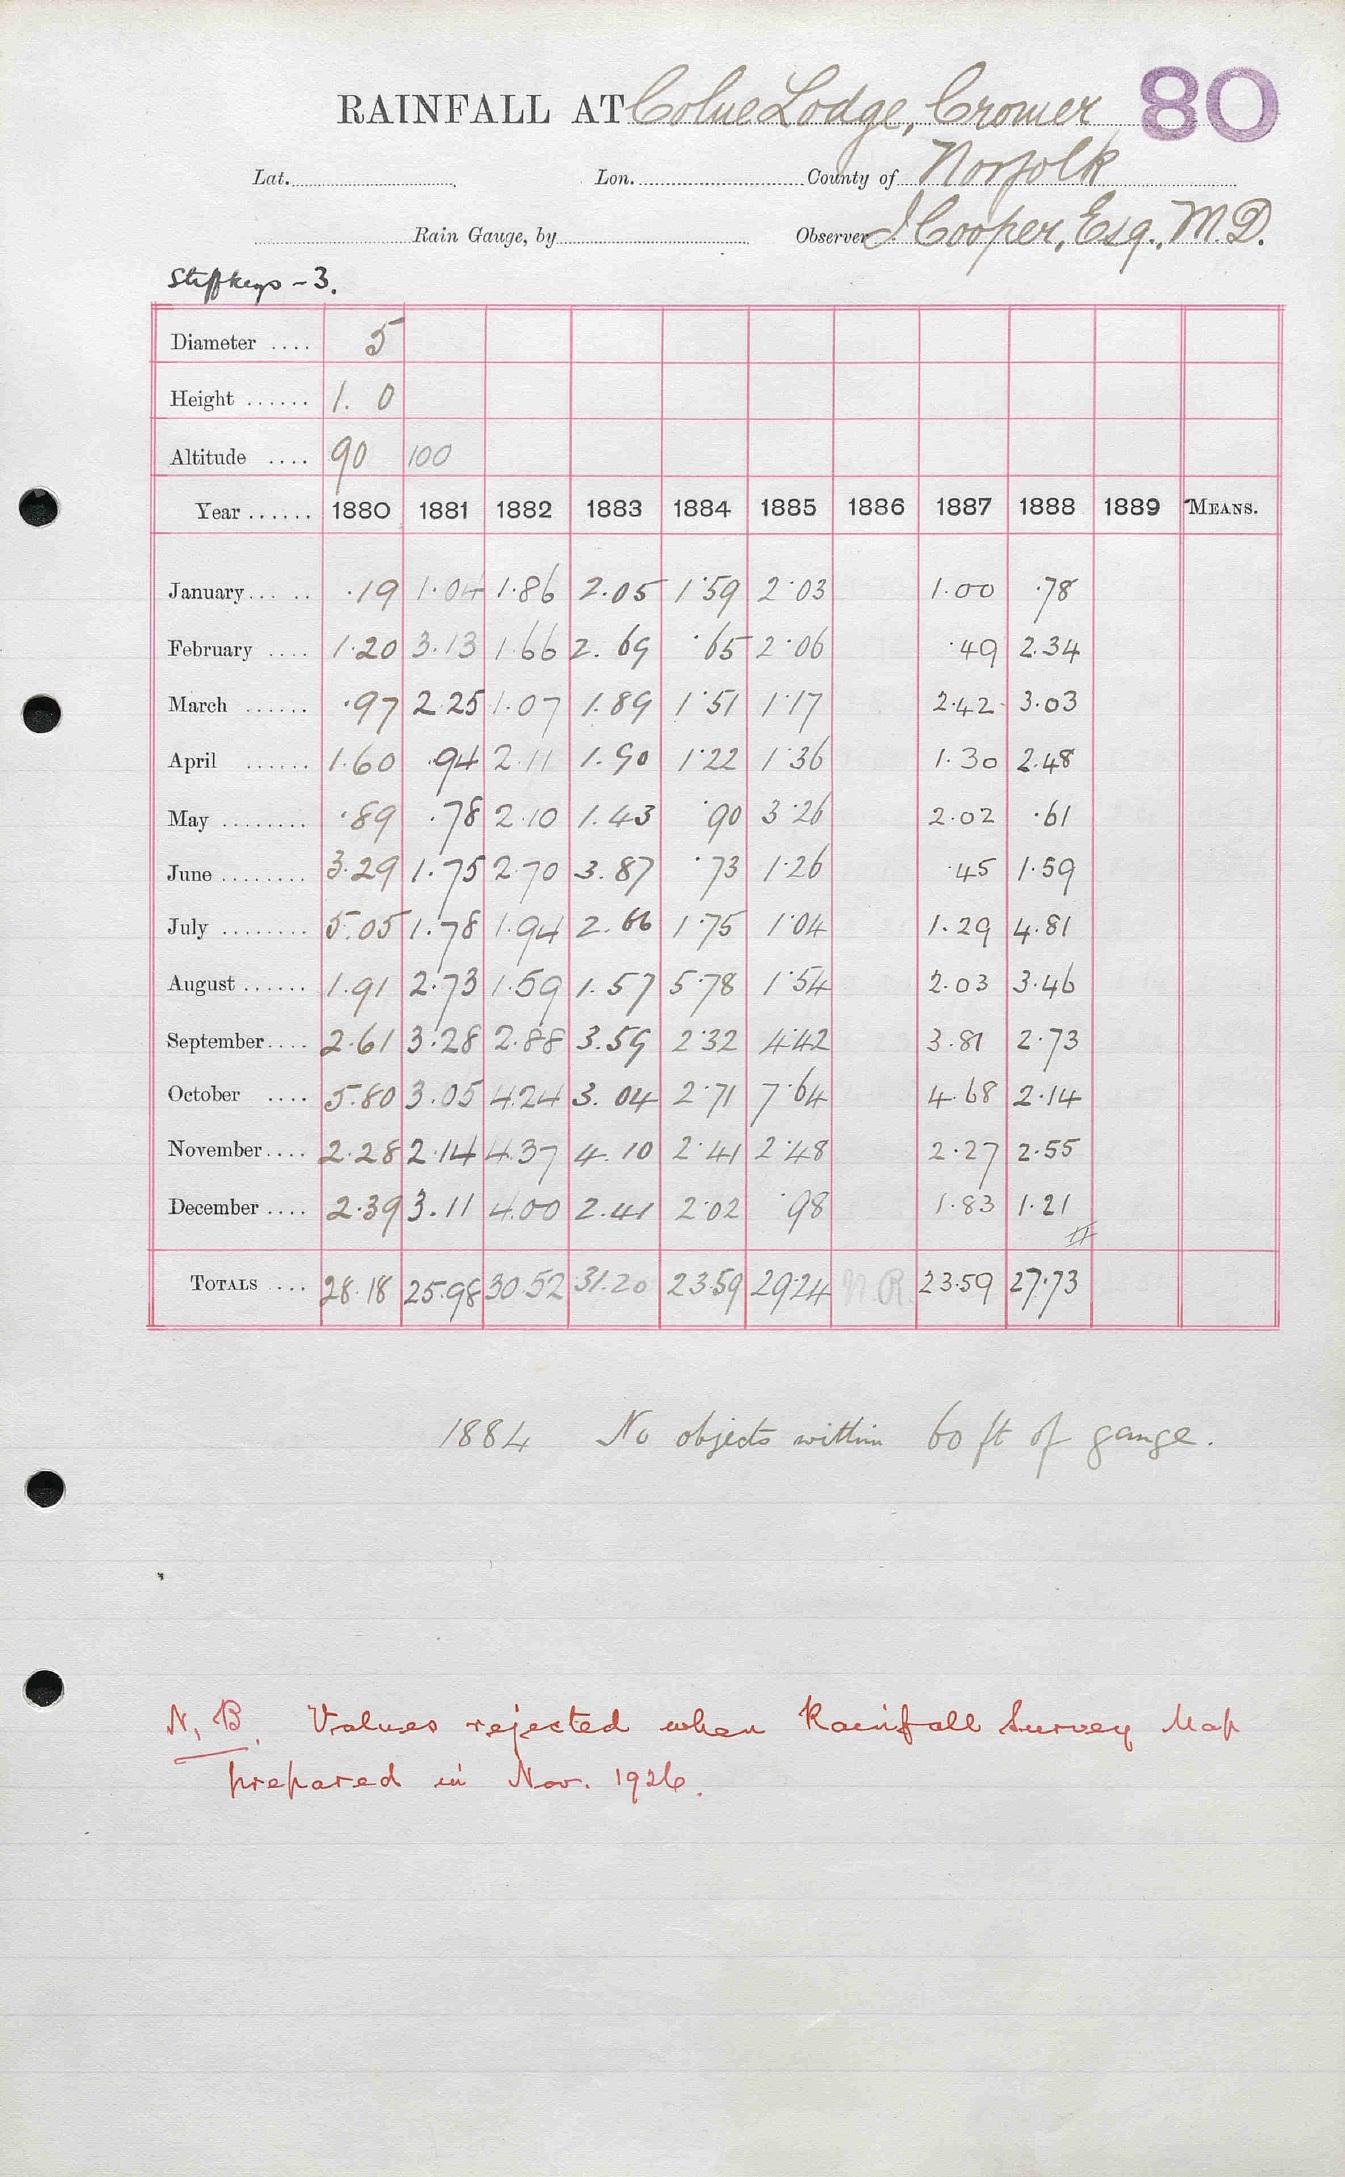 RAINFALL AT Colne Lodge, Cromer 80
Lat. Lon. County of Norfolk
Rain Gauge, by Observer J Cooper, Esq., M.D.
Stiffkey - 3.
Diameter .... 5
Height ...... 1. 0
Altitude .... 90 100
Year ...... 1880 1881 1882 1883 1884 1885 1886 1887 1888 1889 MEANS.
January... .. .19 1.04 1.86 2.05 1.59 2.03 1.00 .78
February .... 1.20 3.13 1.66 2.69 .65 2.06 .49 2.34
March ...... .97 2.25 1.07 1.89 1.51 1.17 2.42 3.03
April ...... 1.60 .94 2.11 1.90 1.22 1.36 1.30 2.48
May ........ .89 .78 2.10 1.43 .90 3.26 2.02 .61
June ........ 3.29 1.75 2.70 3.87 .73 1.26 .45 1.59
July ........ 5.05 1.78 1.94 2.66 1.75 1.04 1.29 4.81
August ...... 1.91 2.73 1.59 1.57 5.78 1.54 2.03 3.46
September.... 2.61 3.28 2.88 3.59 2.32 4.42 3.81 2.73
October .... 5.80 3.05 4.24 3.04 2.71 7.64 4.68 2.14
November.... 2.28 2.14 4.37 4.10 2.41 2.48 2.27 2.55
December .... 2.39 3.11 4.00 2.41 2.02 .98 1.83 1.21
#
TOTALS .... 28.18 25.98 30.52 31.20 23.59 29.24 N.R. 23.59 27.73
1884 No objects within 60 ft of gauge.
N.B. Values rejected when Rainfall Survey Map
prepared in Nov. 1926.